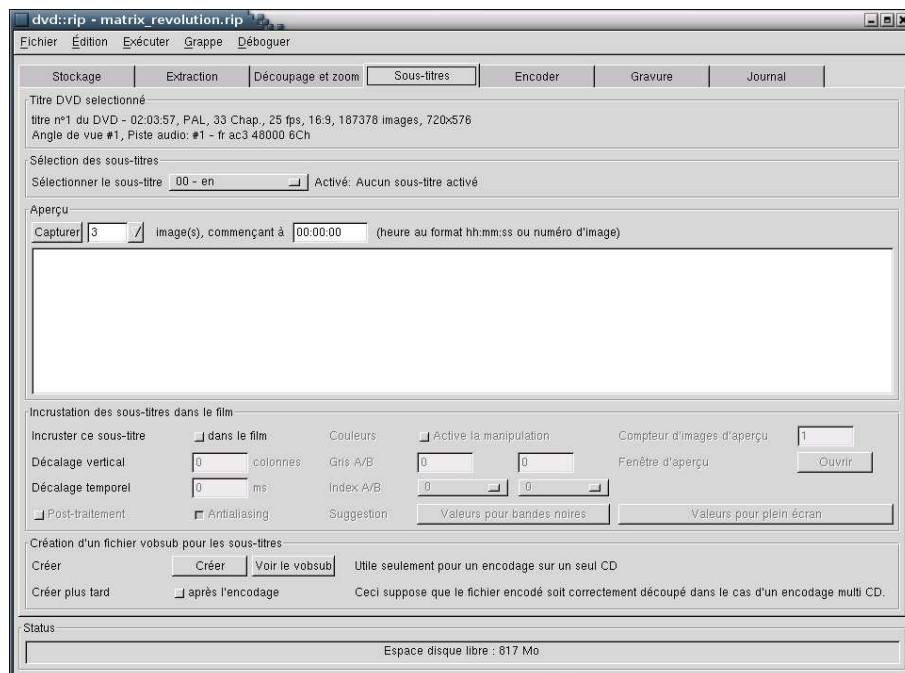 dvd::rip - matrix_revolution.rip
Fichier Édition Exécuter Grappe Déboguer
Stockage Extraction Découpage et zoom Sous-titres Encoder Gravure Journal
Titre DVD selectionné
titre nº1 du DVD - 02:03:57, PAL, 33 Chap., 25 fps, 16:9, 187378 images, 720x576
Angle de vue #1, Piste audio: #1 - fr ac3 48000 6Ch
Sélection des sous-titres
Sélectionner le sous-titre 00 - en Activé: Aucun sous-titre activé
Aperçu
Capturer 3 image(s), commençant à 00:00:00 (heure au format hh:mm:ss ou numéro d'image)
Incrustation des sous-titres dans le film
Incruster ce sous-titre dans le film Couleurs Active la manipulation Compteur d'images d'aperçu 1
Décalage vertical 0 colonnes Gris A/B 0 0 Fenêtre d'aperçu Ouvrir
Décalage temporel 0 ms Index A/B 0 0
Post-traitement Antialiasing Suggestion Valeurs pour bandes noires Valeurs pour plein écran
Création d'un fichier vobsub pour les sous-titres
Créer Créer Voir le vobsub Utile seulement pour un encodage sur un seul CD
Créer plus tard après l'encodage Ceci suppose que le fichier encodé soit correctement découpé dans le cas d'un encodage multi CD.
Status
Espace disque libre : 817 Mo